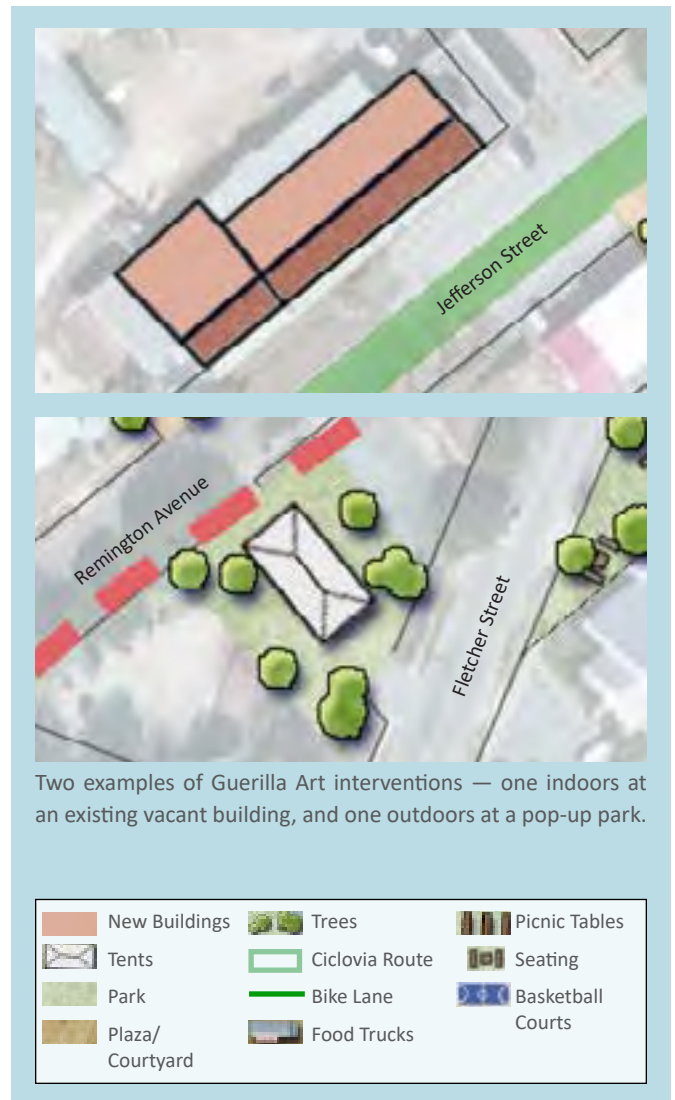 Jefferson Street
Remington Avenue
Fletcher Street
Two examples of Guerilla Art interventions — one indoors at
an existing vacant building, and one outdoors at a pop-up park.
New Buildings
Trees
Picnic Tables
Tents
Ciclovia Route
Seating
Park
Bike Lane
Basketball
Courts
Plaza/
Courtyard
Food Trucks